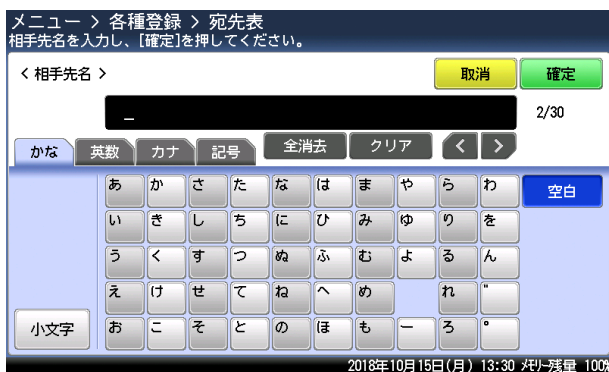 メニュー > 各種登録 > 宛先表
相手先名を入力し、[確定]を押してください。
< 相手先名 >
取消
確定
_
2/30
かな 英数 カナ 記号 全消去 クリア < >
あ か さ た な は ま や ら わ 空白
い き し ち に ひ み ゆ り を
う く す つ ぬ ふ む よ る ん
え け せ て ね へ め れ ゛
小文字 お こ そ と の ほ も ー ろ ゜
2018年10月15日(月) 13:30 メモリー残量 100%